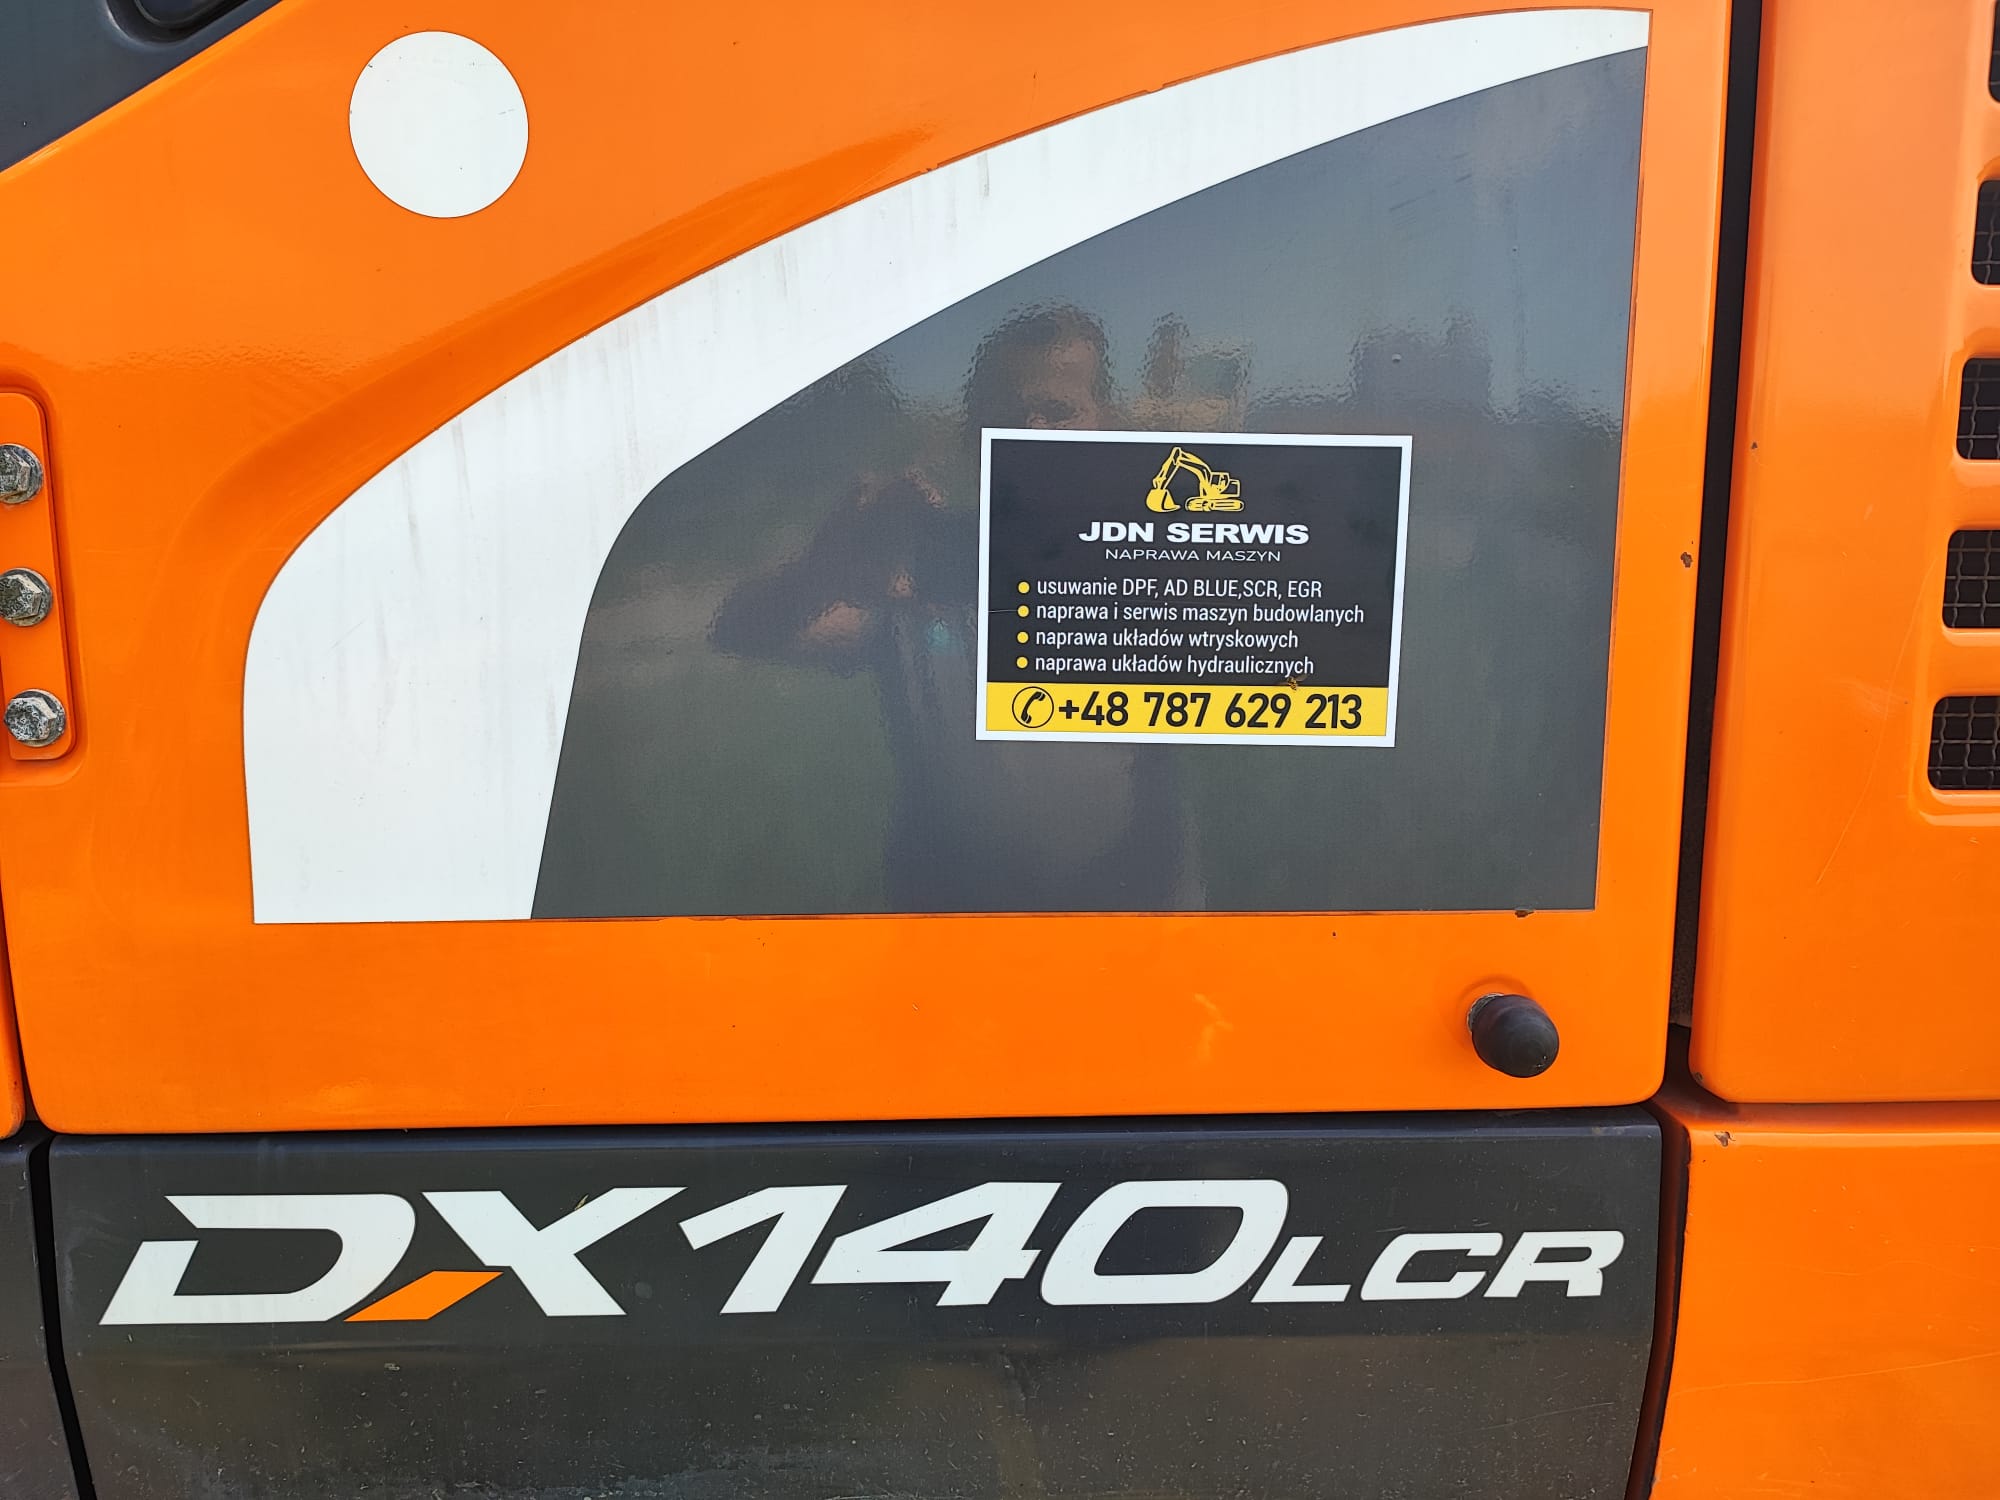 JDN SERWIS
NAPRAWA MASZYN
usuwanie DPF, AD BLUE,SCR, EGR
naprawa i serwis maszyn budowlanych
naprawa układów wtryskowych
naprawa układów hydraulicznych
+48 787 629 213
DX140LCR